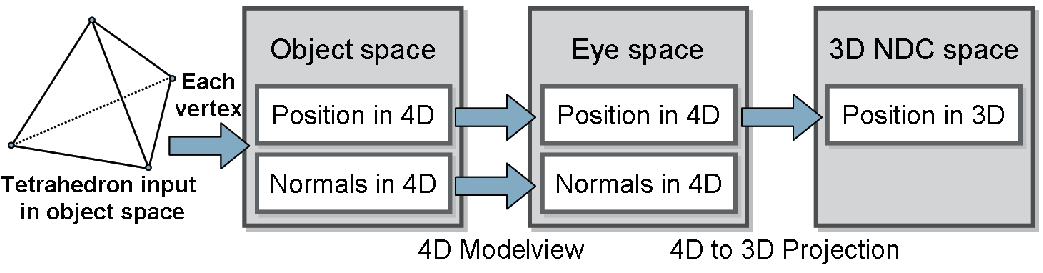 Each
vertex
Tetrahedron input
in object space
Object space
Position in 4D
Normals in 4D
4D Modelview
Eye space
Position in 4D
Normals in 4D
4D to 3D Projection
3D NDC space
Position in 3D